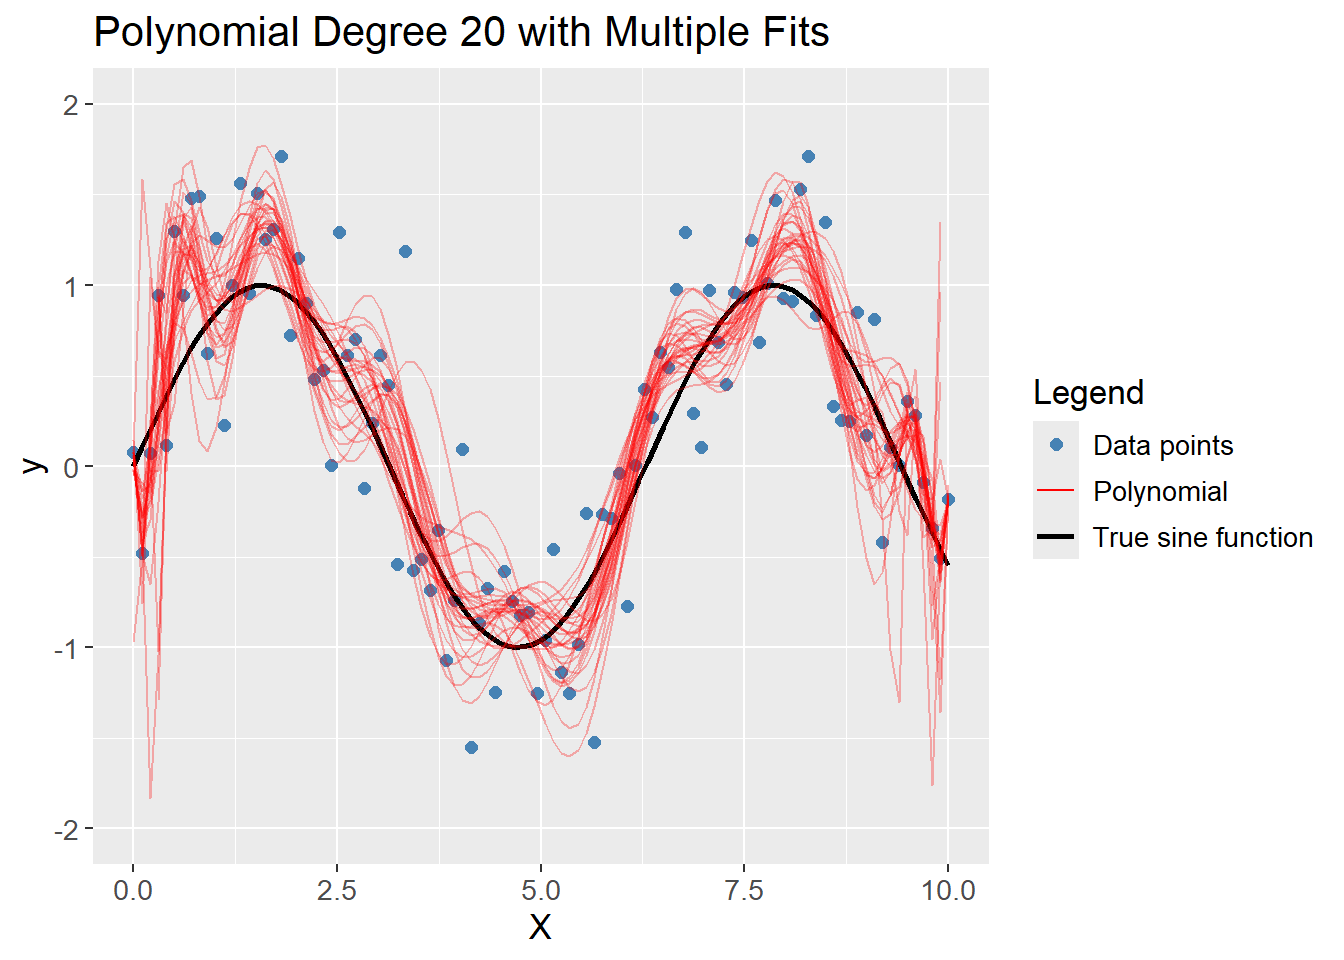 Polynomial Degree 20 with Multiple Fits
2
1
0
-1
-2
y
0.0 2.5 5.0 7.5 10.0
X
Legend
Data points
Polynomial
True sine function